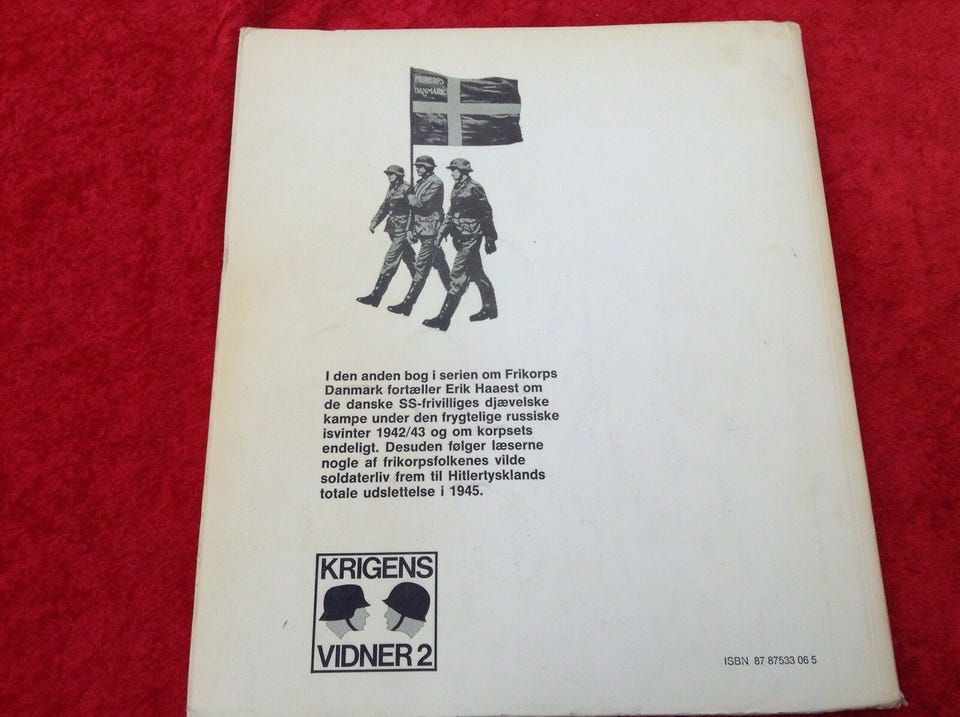 FRIKORPS
DANMARK
I den anden bog i serien om Frikorps
Danmark fortæller Erik Haaest om
de danske SS-frivilliges djævelske
kampe under den frygtelige russiske
isvinter 1942/43 og om korpsets
endeligt. Desuden følger læserne
nogle af frikorpsfolkenes vilde
soldaterliv frem til Hitlertysklands
totale udslettelse i 1945.
KRIGENS
VIDNER 2
ISBN 87 87533 06 5